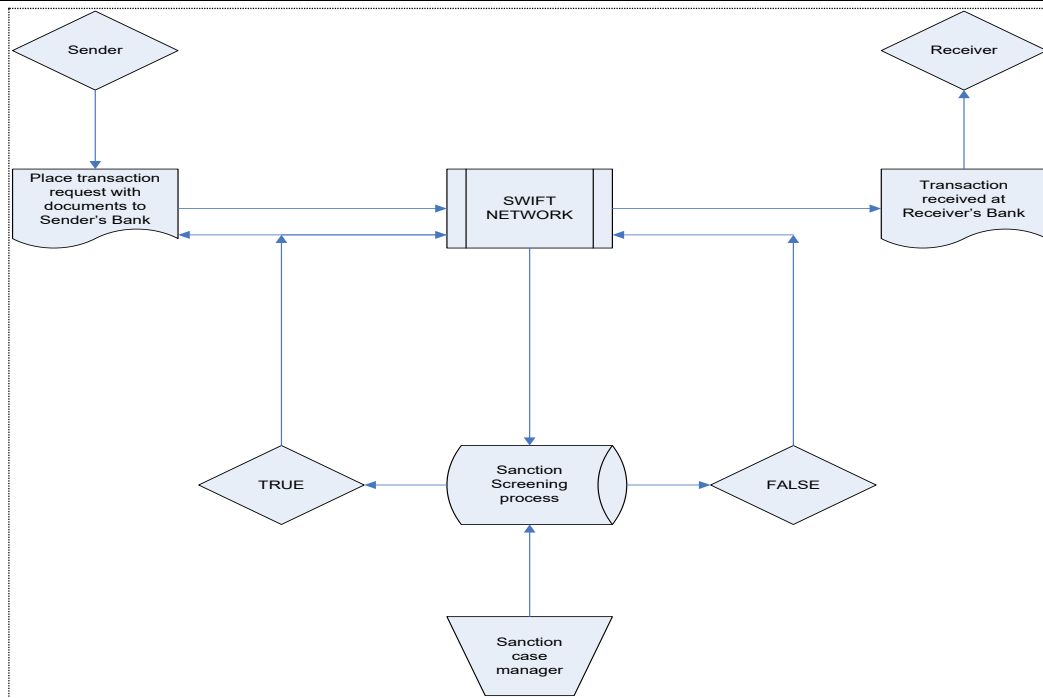 Sender
Receiver
Place transaction
request with
documents to
Sender's Bank
SWIFT
NETWORK
Transaction
received at
Receiver's Bank
TRUE
Sanction
Screening
process
FALSE
Sanction
case
manager